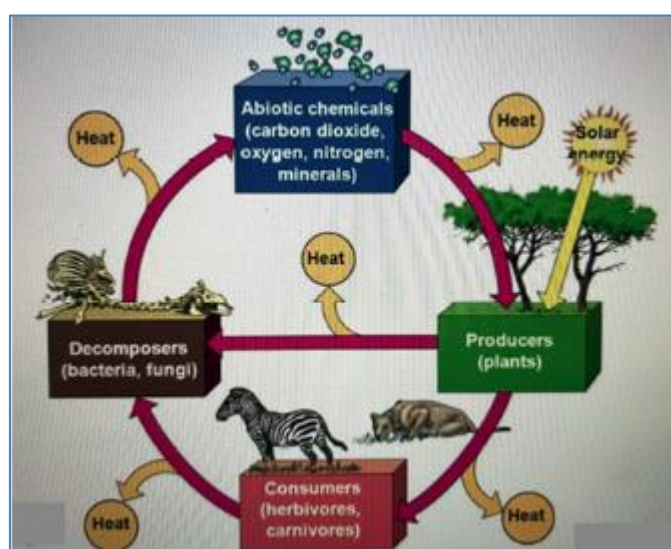 Abiotic chemicals
(carbon dioxide,
oxygen, nitrogen,
minerals)
Heat
Heat
Solar
energy
Heat
Decomposers
(bacteria, fungi)
Producers
(plants)
Consumers
(herbivores,
carnivores)
Heat
Heat